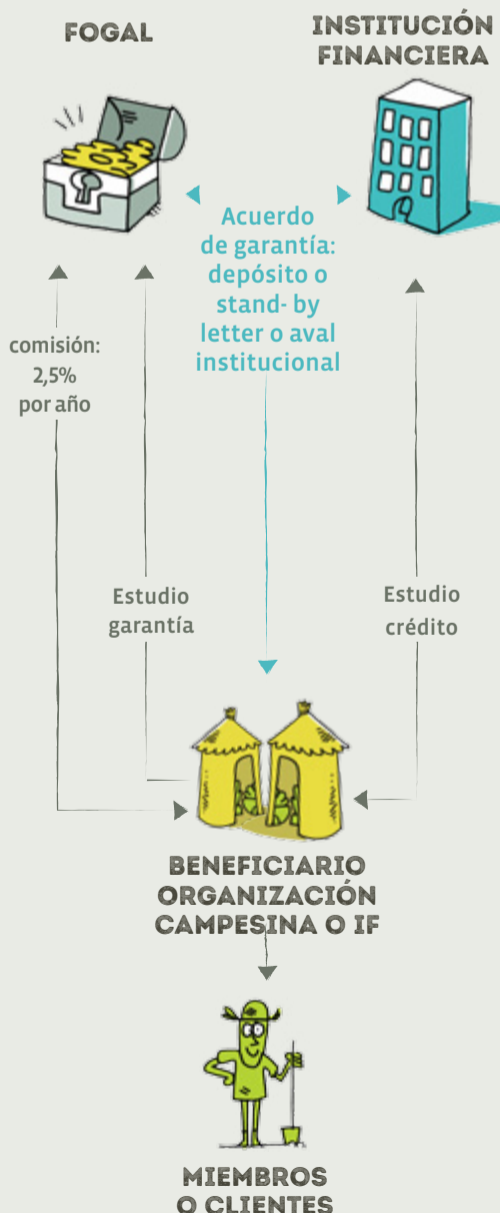 FOGAL
INSTITUCIÓN
FINANCIERA
Acuerdo
de garantía:
depósito o
stand- by
letter o aval
institucional
comisión:
2,5%
por año
Estudio
garantía
Estudio
crédito
BENEFICIARIO
ORGANIZACIÓN
CAMPESINA O IF
MIEMBROS
O CLIENTES